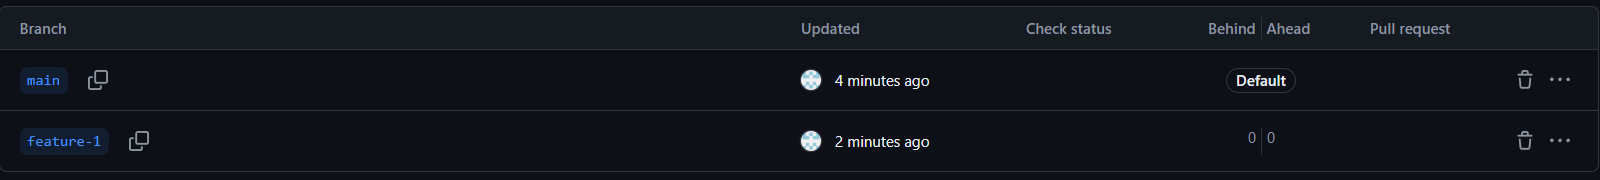 Branch Updated Check status Behind Ahead Pull request
main 4 minutes ago Default
feature-1 2 minutes ago 0 0